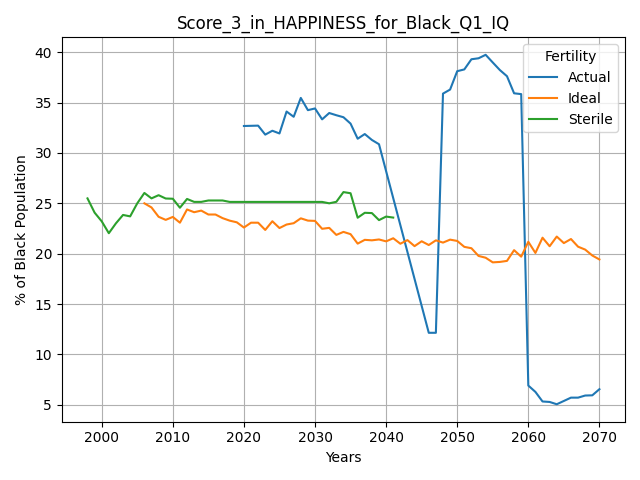 Score_3_in_HAPPINESS_for_Black_Q1_IQ
Fertility
Actual
Ideal
Sterile
% of Black Population
40
35
30
25
20
15
10
5
2000 2010 2020 2030 2040 2050 2060 2070
Years